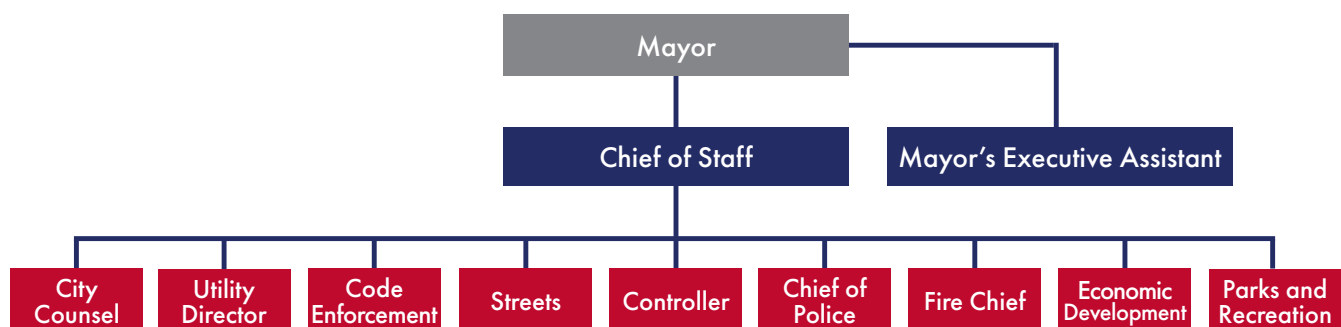 Mayor
Chief of Staff
Mayor’s Executive Assistant
City
Counsel
Utility
Director
Code
Enforcement
Streets
Controller
Chief of
Police
Fire Chief
Economic
Development
Parks and
Recreation